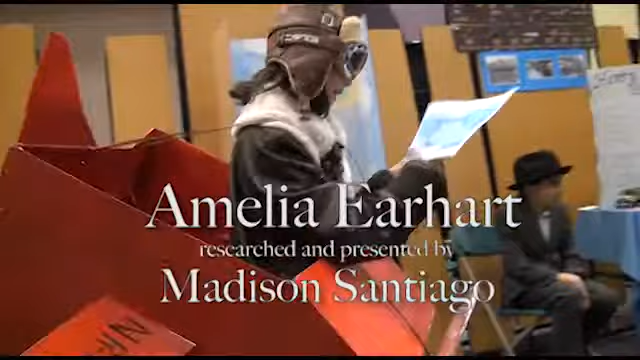 Amelia Earhart
researched and presented by
Madison Santiago